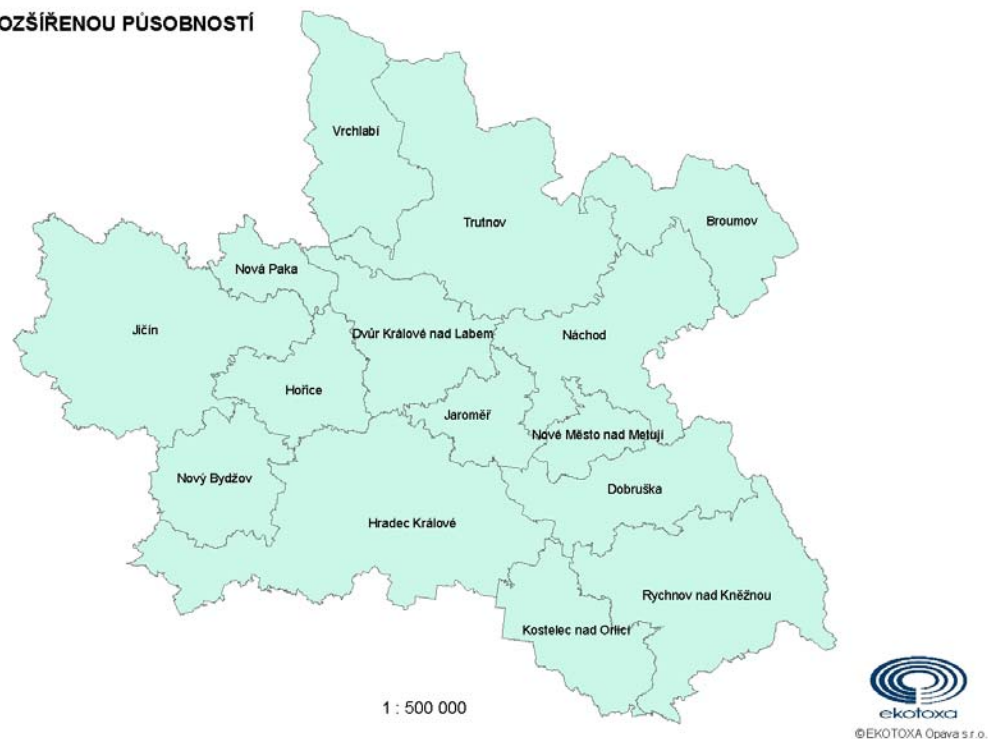 OZŠÍŘENOU PŮSOBNOSTÍ
Vrchlabí
Trutnov
Broumov
Nová Paka
Jičín
Dvůr Králové nad Labem
Náchod
Hořice
Jaroměř
Nové Město nad Metují
Nový Bydžov
Dobruška
Hradec Králové
Rychnov nad Kněžnou
Kostelec nad Orlicí
1 : 500 000
ekotoxa
©EKOTOXA Opava s.r.o.